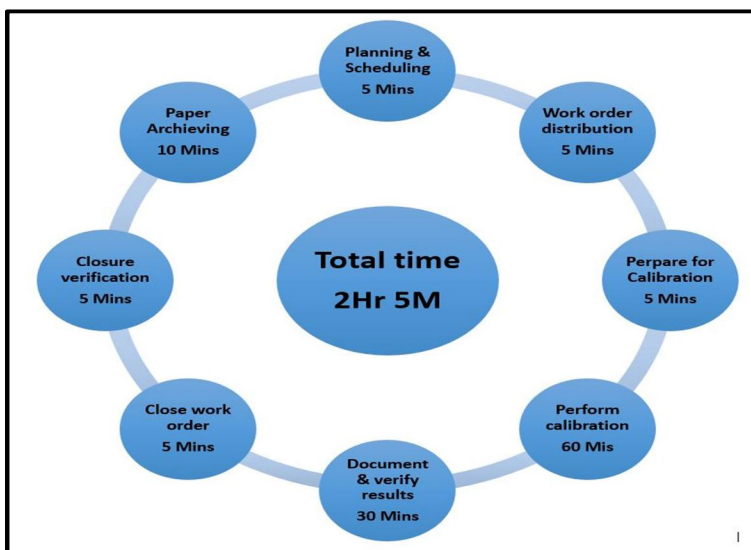 Planning &
Scheduling
5 Mins
Work order
distribution
5 Mins
Perpare for
Calibration
5 Mins
Perform
calibration
60 Mis
Document
& verify
results
30 Mins
Close work
order
5 Mins
Closure
verification
5 Mins
Paper
Archieving
10 Mins
Total time
2Hr 5M